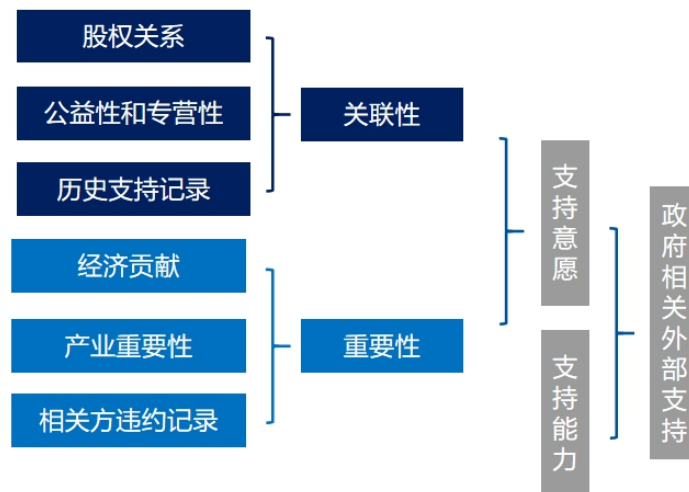 股权关系
公益性和专营性
历史支持记录
关联性
经济贡献
产业重要性
相关方违约记录
重要性
支持意愿
支持能力
政府相关外部支持